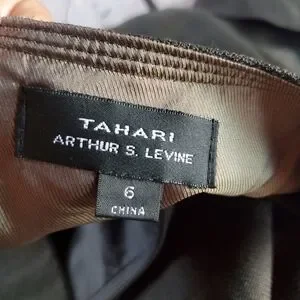 TAHARI
ARTHUR S. LEVINE
6
CHINA